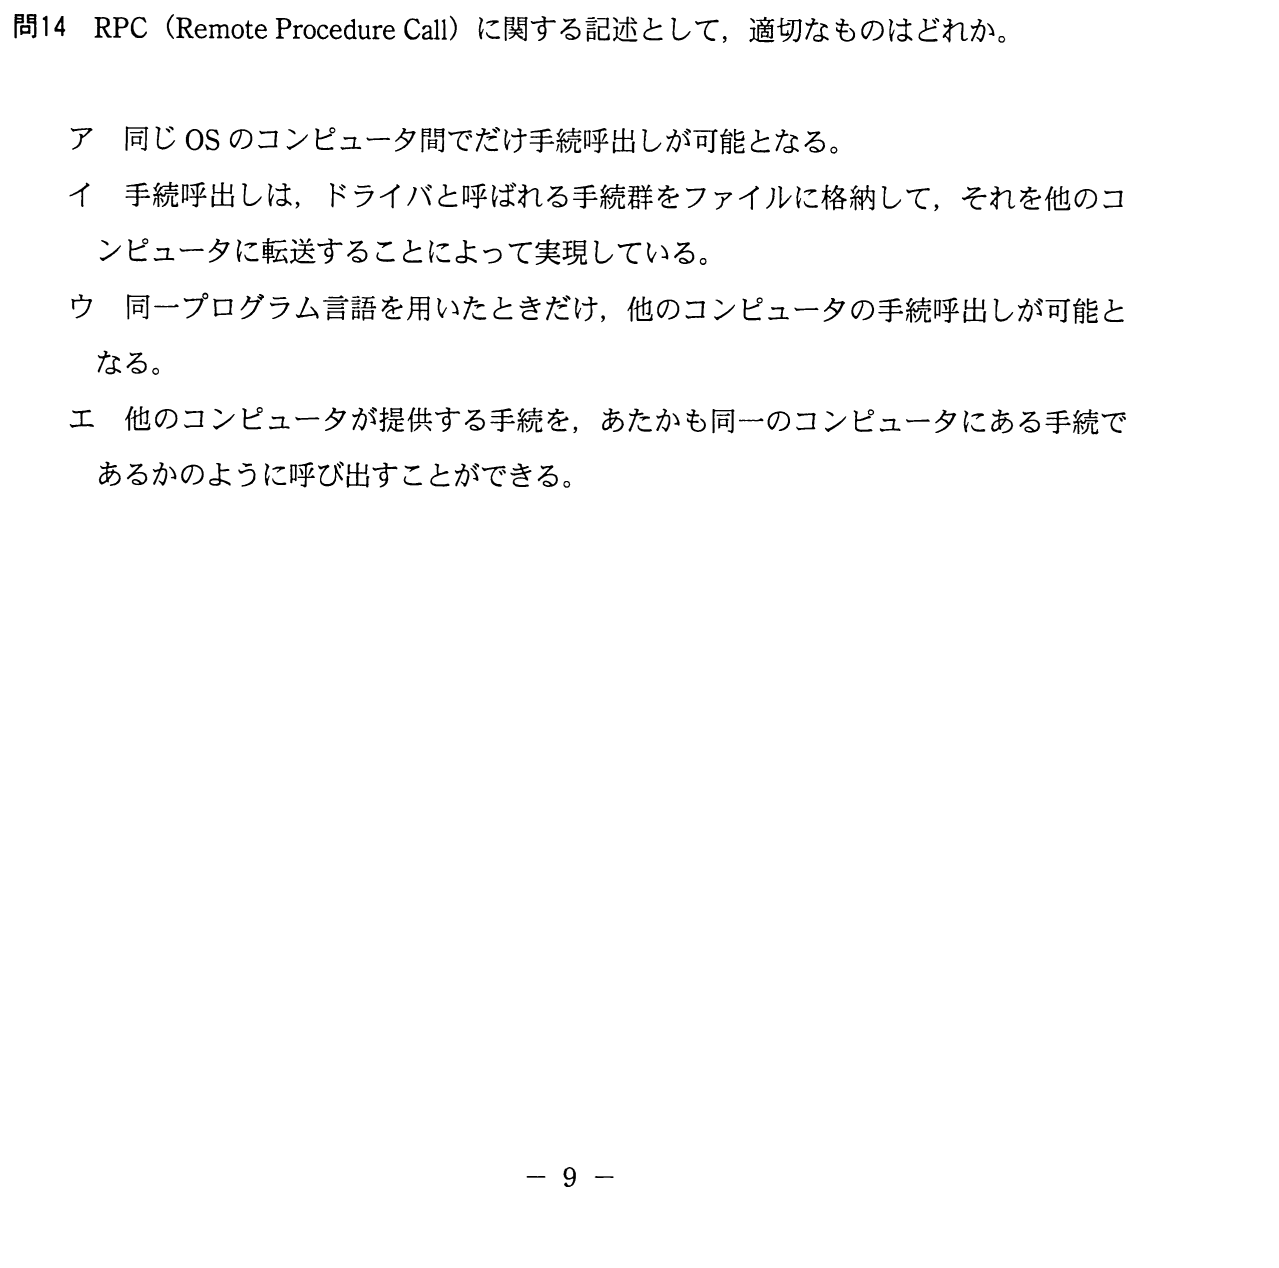 問14 RPC（Remote Procedure Call）に関する記述として，適切なものはどれか。
ア 同じ OS のコンピュータ間でだけ手続呼出しが可能となる。
イ 手続呼出しは，ドライバと呼ばれる手続群をファイルに格納して，それを他のコ
ンピュータに転送することによって実現している。
ウ 同一プログラム言語を用いたときだけ，他のコンピュータの手続呼出しが可能と
なる。
エ 他のコンピュータが提供する手続を，あたかも同一のコンピュータにある手続で
あるかのように呼び出すことができる。
－ 9 －